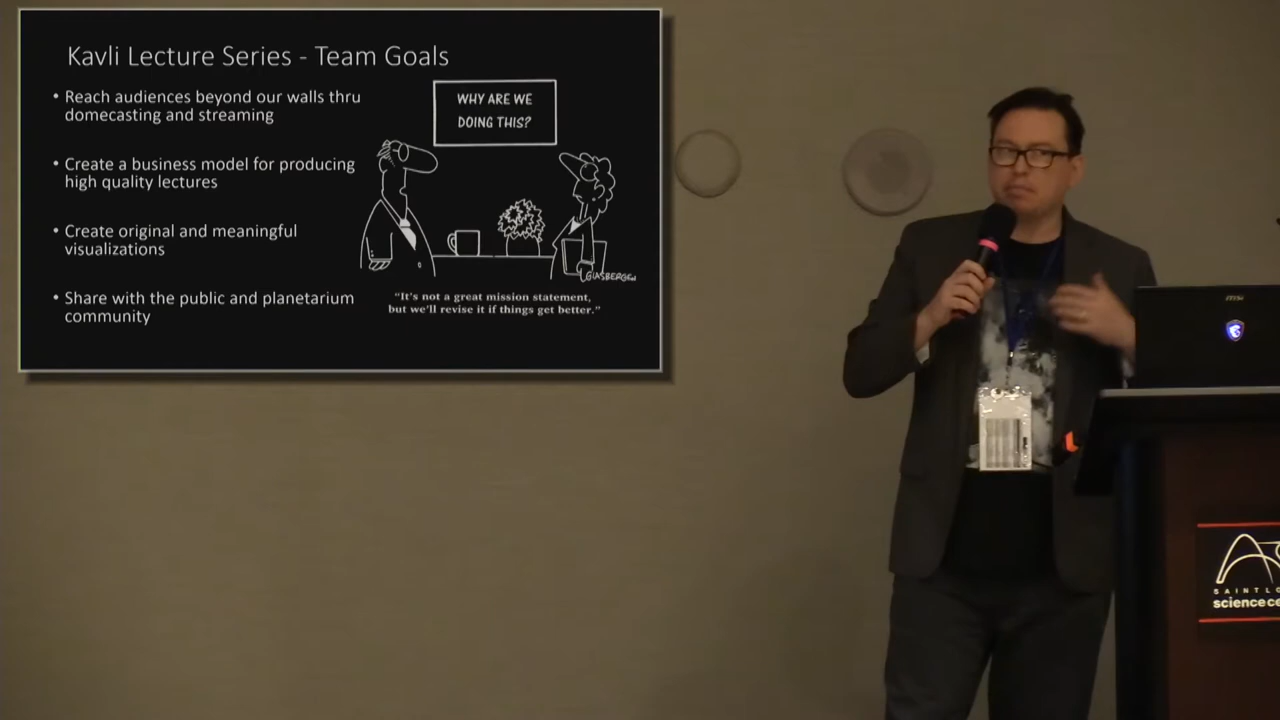 Kavli Lecture Series - Team Goals
• Reach audiences beyond our walls thru
domecasting and streaming
• Create a business model for producing
high quality lectures
• Create original and meaningful
visualizations
• Share with the public and planetarium
community
WHY ARE WE
DOING THIS?
GLASBERGEN
"It's not a great mission statement,
but we'll revise it if things get better."
msi
SAINT LO
science ce